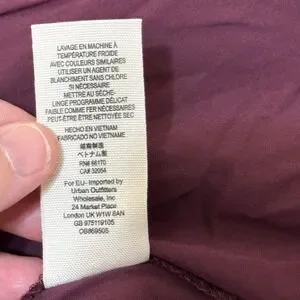 LAVAGE EN MACHINE À
TEMPÉRATURE FROIDE
AVEC COULEURS SIMILAIRES
UTILISER UN AGENT DE
BLANCHIMENT SANS CHLORE
SI NÉCESSAIRE
METTRE AU SÈCHE-
LINGE PROGRAMME DÉLICAT
FAIBLE COMME FER NÉCESSAIRES
PEUT-ÊTRE NETTOYÉE SEC
HECHO EN VIETNAM
FABRICADO NO VIETNAME
越南製
ベトナム製
RN# 66170
CA# 32054
For EU- Imported by
Urban Outfitters
Wholesale, Inc
24 Market Place
London UK W1W 8AN
GB 975119105
OB869505